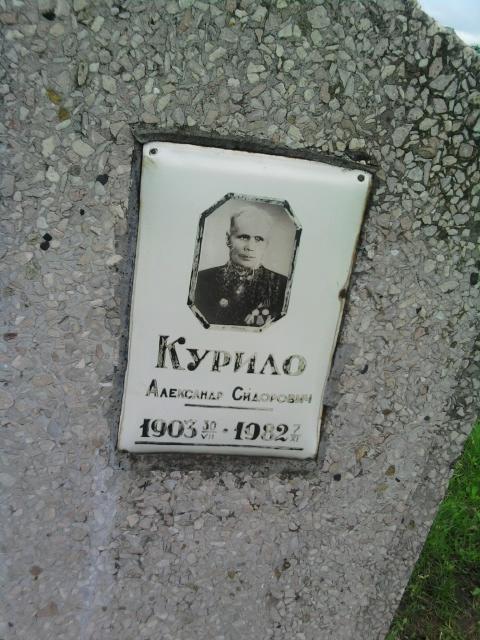 Курило
Александр Сидорович
1903 30/VII - 1982 7/XI